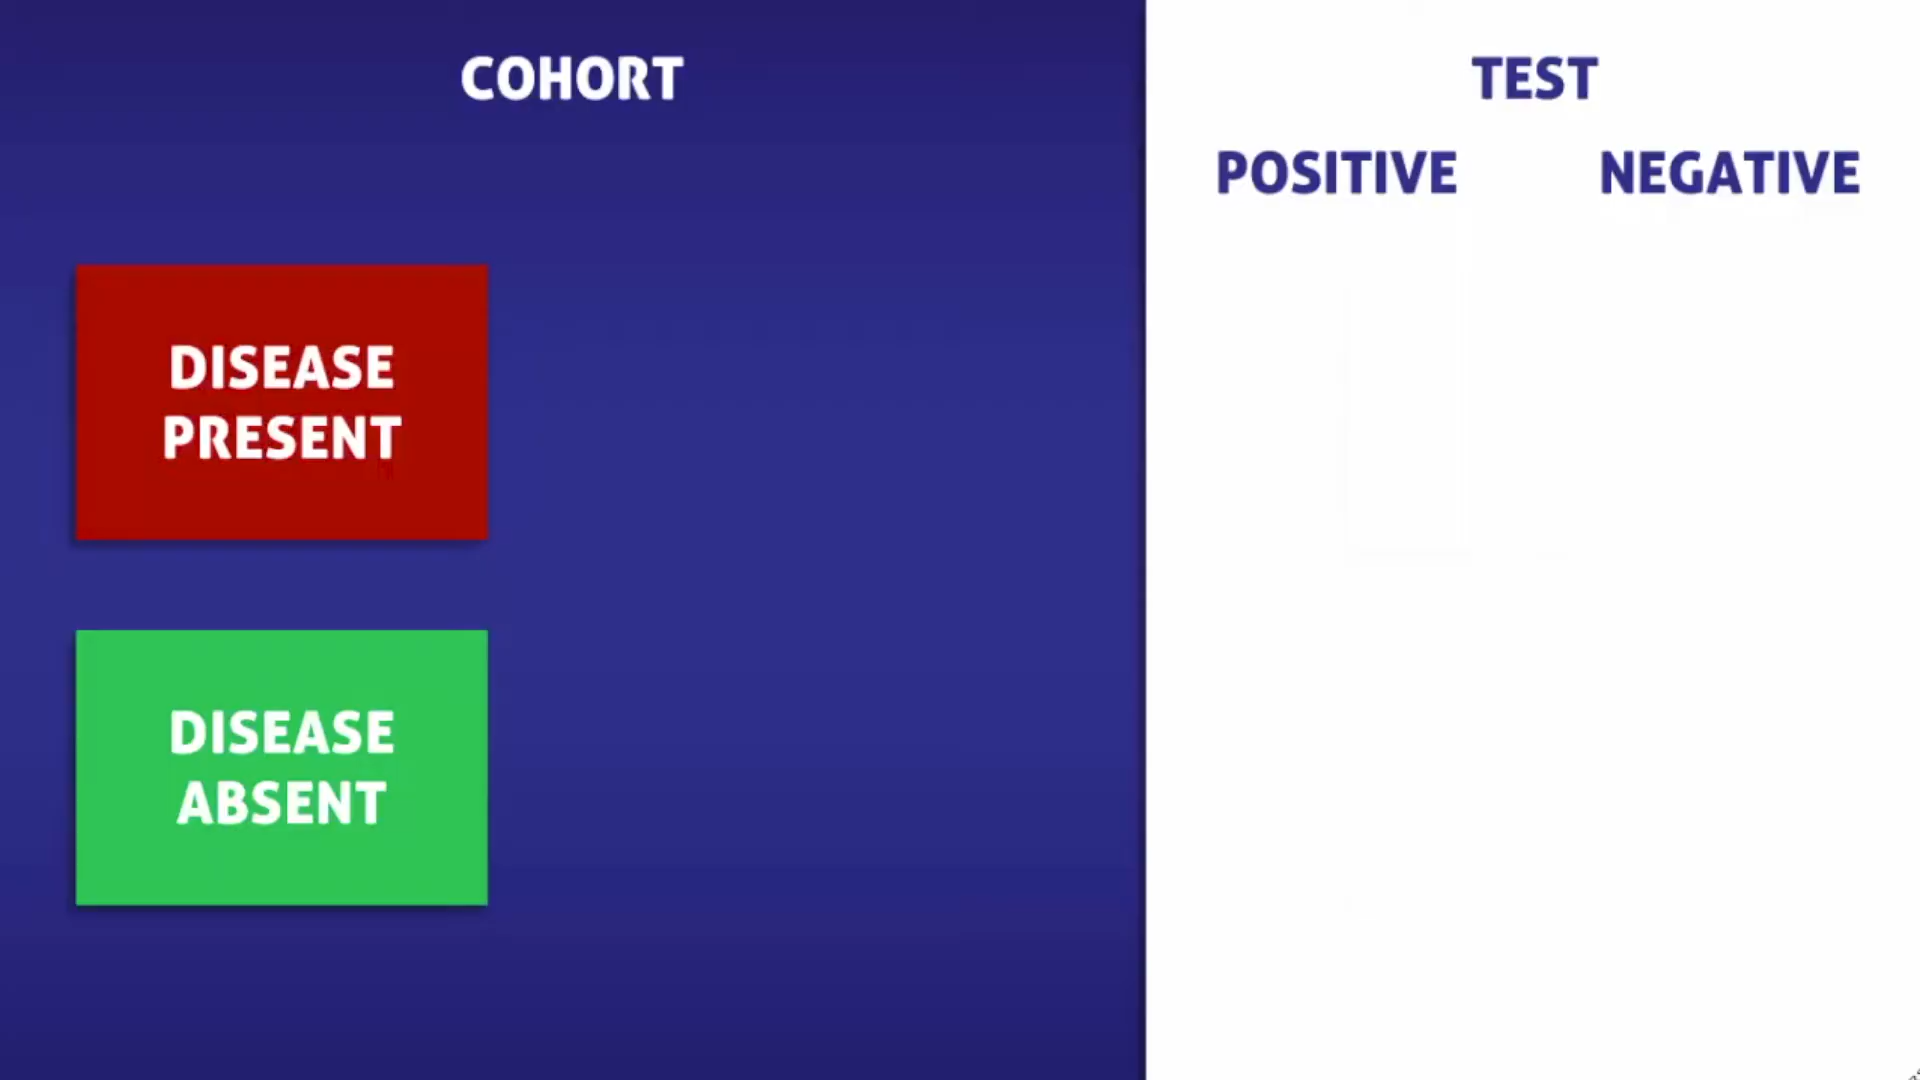 COHORT
DISEASE
PRESENT
DISEASE
ABSENT
TEST
POSITIVE NEGATIVE